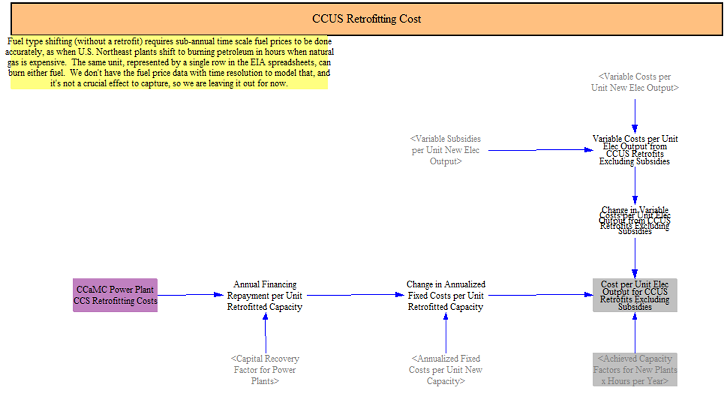 CCUS Retrofitting Cost
Fuel type shifting (without a retrofit) requires sub-annual time scale fuel prices to be done
accurately, as when U.S. Northeast plants shift to burning petroleum in hours when natural
gas is expensive. The same unit, represented by a single row in the EIA spreadsheets, can
burn either fuel. We don't have the fuel price data with time resolution to model that, and
it's not a crucial effect to capture, so we are leaving it out for now.
<Variable Costs per
Unit New Elec Output>
<Variable Subsidies
per Unit New Elec
Output>
Variable Costs per Unit
Elec Output from
CCUS Retrofits
Excluding Subsidies
Change in Variable
Costs per Unit Elec
Output from CCUS
Retrofits Excluding
Subsidies
CCaMC Power Plant
CCS Retrofitting Costs
Annual Financing
Repayment per Unit
Retrofitted Capacity
Change in Annualized
Fixed Costs per Unit
Retrofitted Capacity
Cost per Unit Elec
Output for CCUS
Retrofits Excluding
Subsidies
<Capital Recovery
Factor for Power
Plants>
<Annualized Fixed
Costs per Unit New
Capacity>
<Achieved Capacity
Factors for New Plants
x Hours per Year>